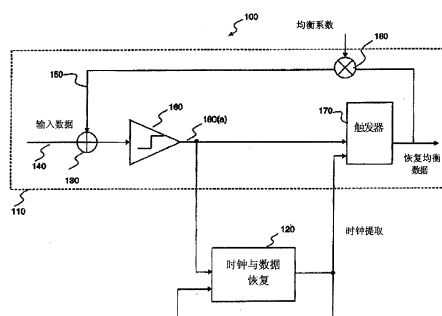 100
均衡系数
150
180
160
输入数据
160(a)
170
触发器
140
130
恢复均衡
数据
110
时钟提取
120
时钟与数据
恢复